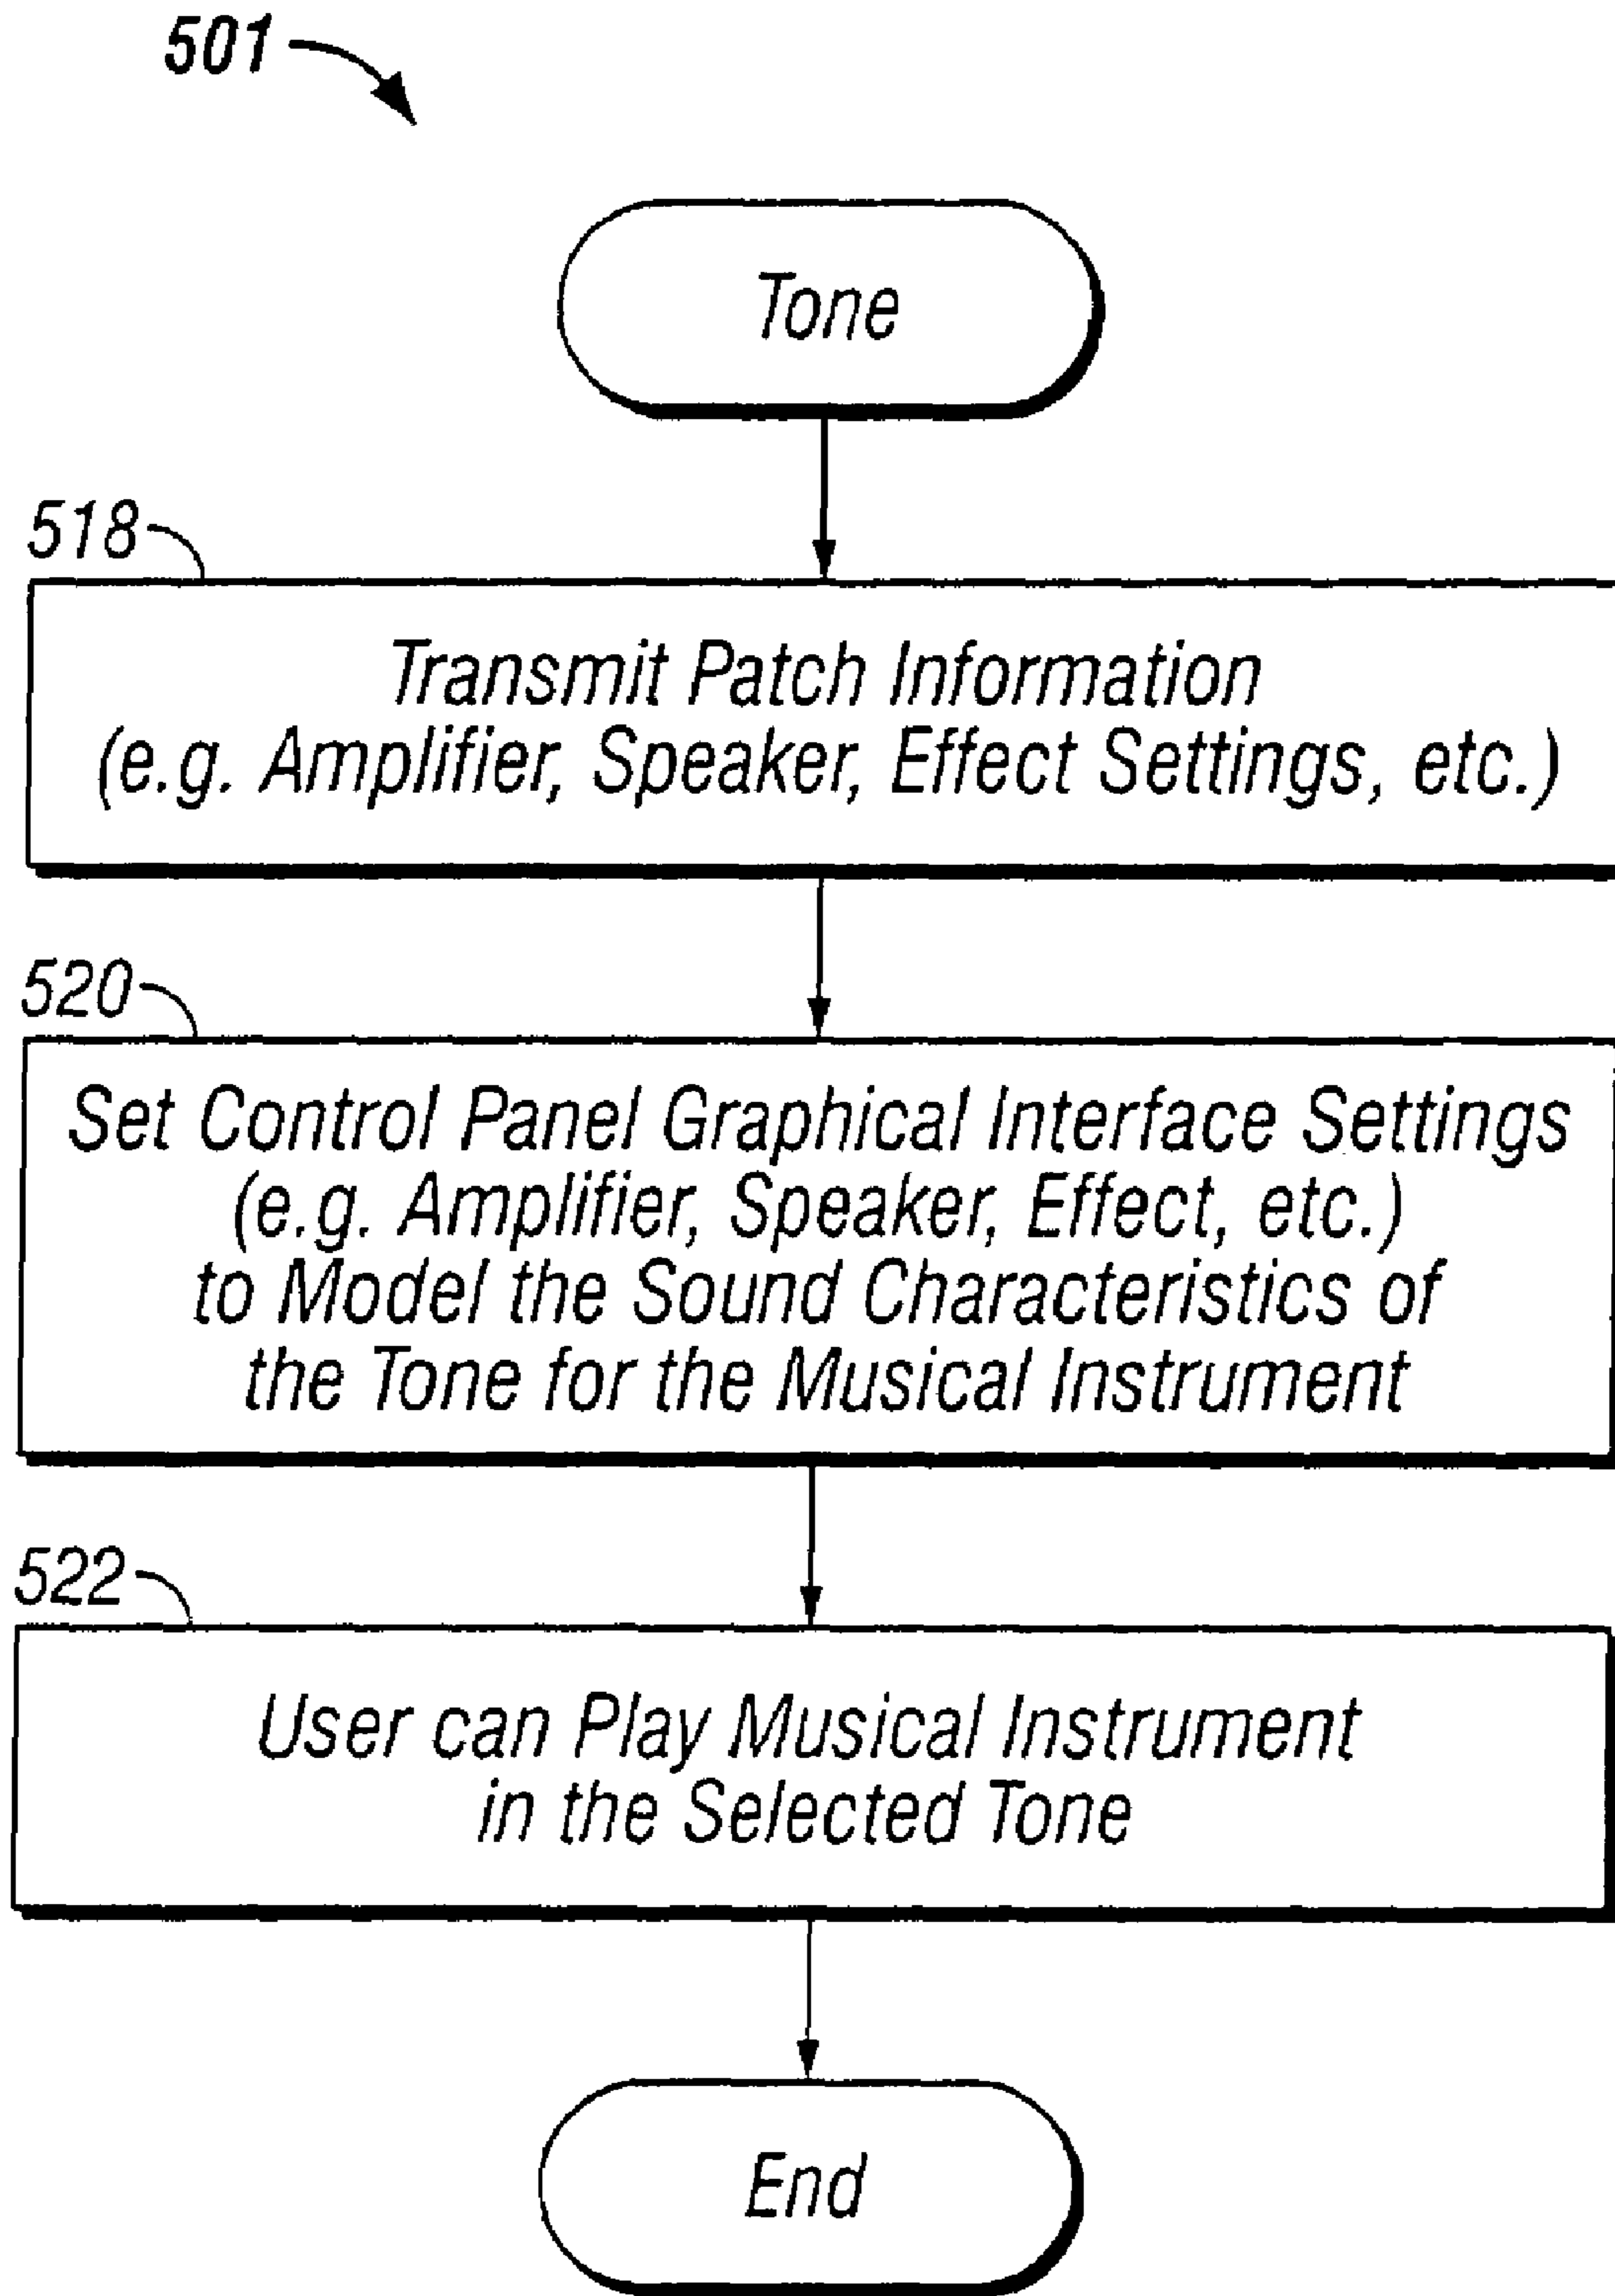 501
Tone
518
Transmit Patch Information
(e.g. Amplifier, Speaker, Effect Settings, etc.)
520
Set Control Panel Graphical Interface Settings
(e.g. Amplifier, Speaker, Effect, etc.)
to Model the Sound Characteristics of
the Tone for the Musical Instrument
522
User can Play Musical Instrument
in the Selected Tone
End